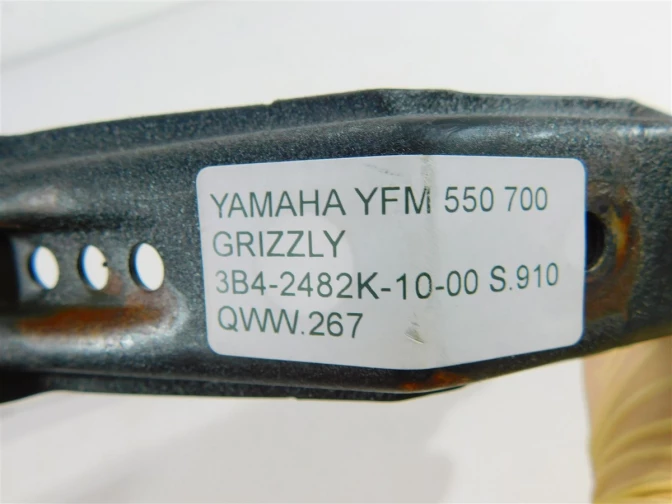 YAMAHA YFM 550 700
GRIZZLY
3B4-2482K-10-00 S.910
QWW.267